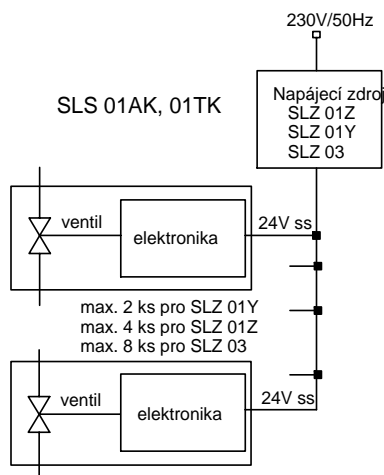 230V/50Hz
SLS 01AK, 01TK
Napájecí zdroj
SLZ 01Z
SLZ 01Y
SLZ 03
ventil
elektronika
24V ss
max. 2 ks pro SLZ 01Y
max. 4 ks pro SLZ 01Z
max. 8 ks pro SLZ 03
ventil
elektronika
24V ss